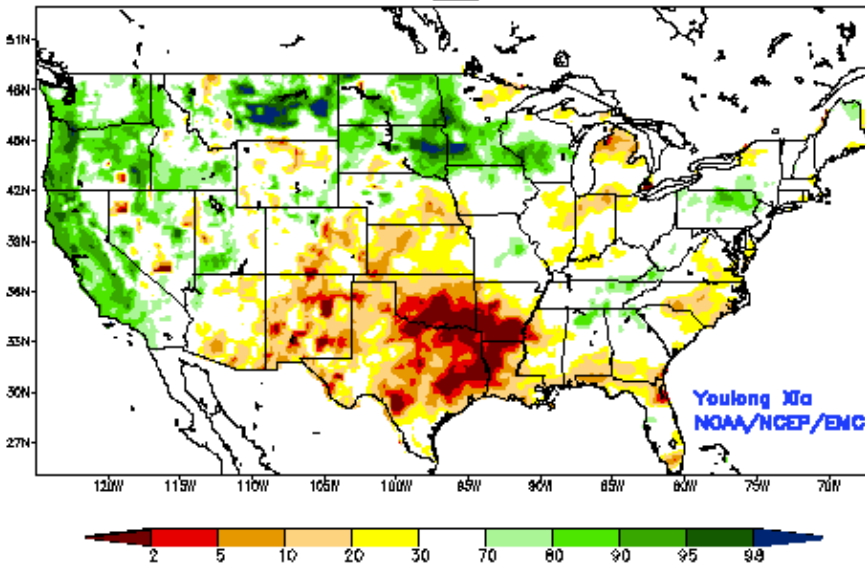 51N
48N
45N
42N
39N
36N
33N
30N
27N
Youlong Xia
NOAA/NCEP/EMC
120W 115W 110W 105W 100W 95W 90W 85W 80W 75W 70W
2 5 10 20 30 70 80 90 95 98